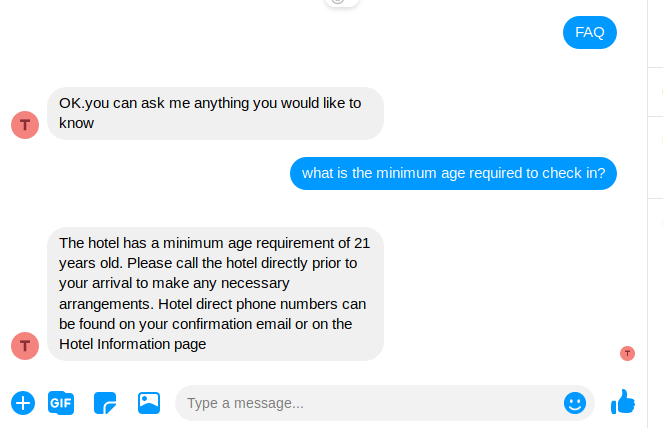 FAQ
OK.you can ask me anything you would like to
know
T
what is the minimum age required to check in?
The hotel has a minimum age requirement of 21
years old. Please call the hotel directly prior to
your arrival to make any necessary
arrangements. Hotel direct phone numbers can
be found on your confirmation email or on the
Hotel Information page
T
T
GIF
Type a message...